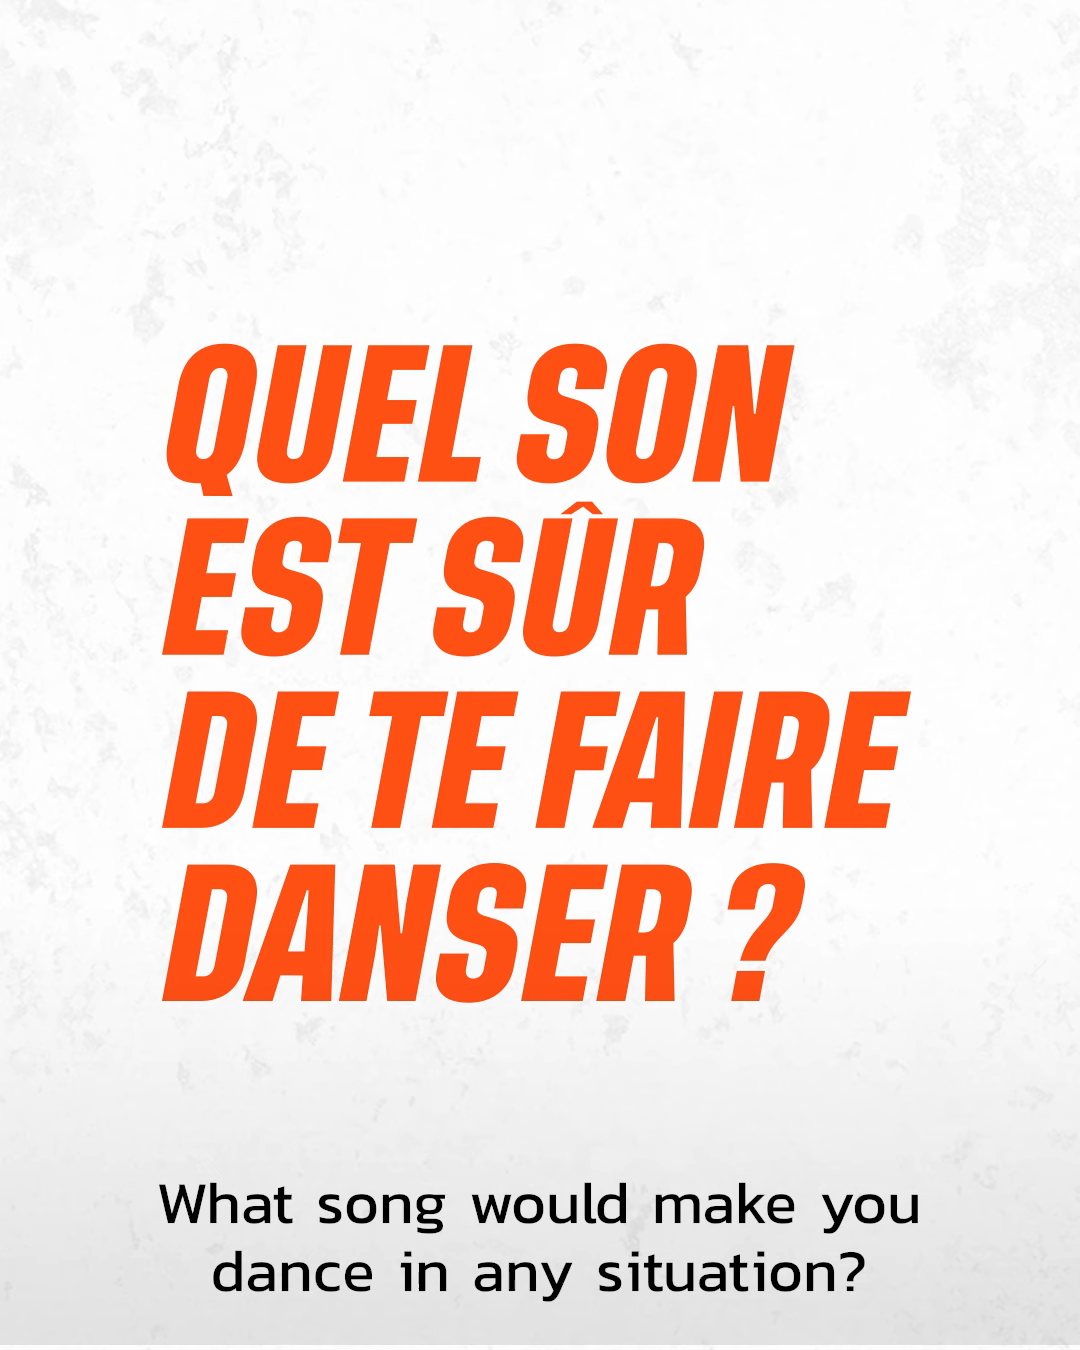 QUEL SON
EST SÛR
DE TE FAIRE
DANSER ?
What song would make you
dance in any situation?